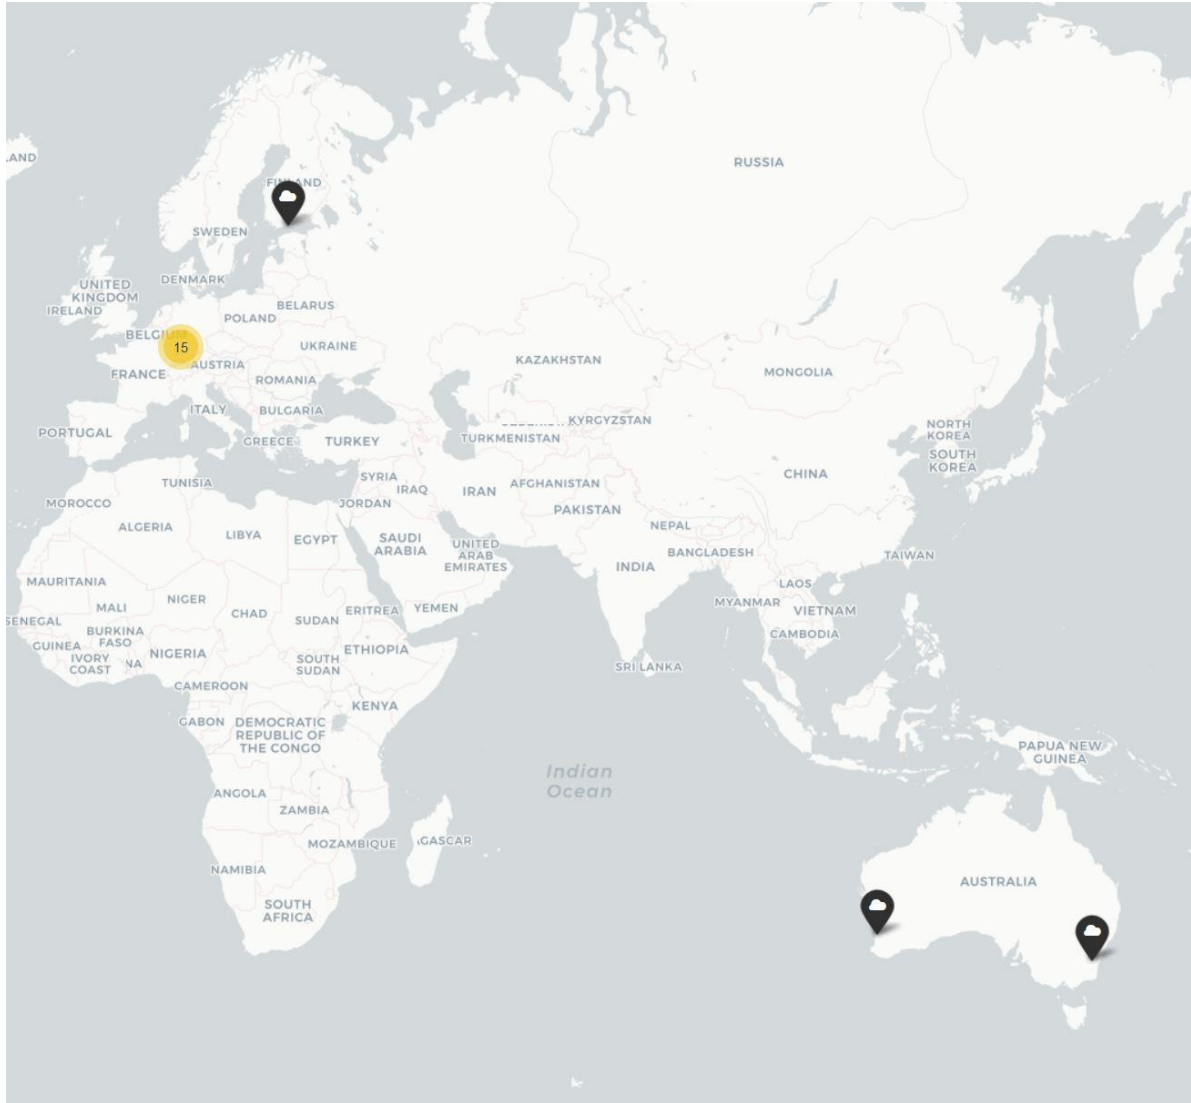 RUSSIA
.AND
FINLAND
SWEDEN
DENMARK
UNITED
KINGDOM
IRELAND
BELARUS
POLAND
BELGIUM
15
UKRAINE
AUSTRIA
FRANCE
ROMANIA
KAZAKHSTAN
MONGOLIA
ITALY
BULGARIA
PORTUGAL
GREECE
TURKEY
KYRGYZSTAN
TURKMENISTAN
NORTH
KOREA
SOUTH
KOREA
CHINA
TUNISIA
SYRIA
IRAQ
IRAN
AFGHANISTAN
MOROCCO
JORDAN
PAKISTAN
ALGERIA
LIBYA
EGYPT
SAUDI
ARABIA
UNITED
ARAB
EMIRATES
NEPAL
BANGLADESH
INDIA
TAIWAN
MAURITANIA
MALI
NIGER
CHAD
SUDAN
ERITREA
YEMEN
LAOS
MYANMAR
VIETNAM
SENEGAL
BURKINA
FASO
GUINEA
IVORY
COAST
NA
NIGERIA
SOUTH
SUDAN
ETHIOPIA
CAMBODIA
SRI LANKA
CAMEROON
GABON
DEMOCRATIC
REPUBLIC OF
THE CONGO
KENYA
PAPUA NEW
GUINEA
Indian
Ocean
ANGOLA
ZAMBIA
MOZAMBIQUE
GASCAR
NAMIBIA
SOUTH
AFRICA
AUSTRALIA